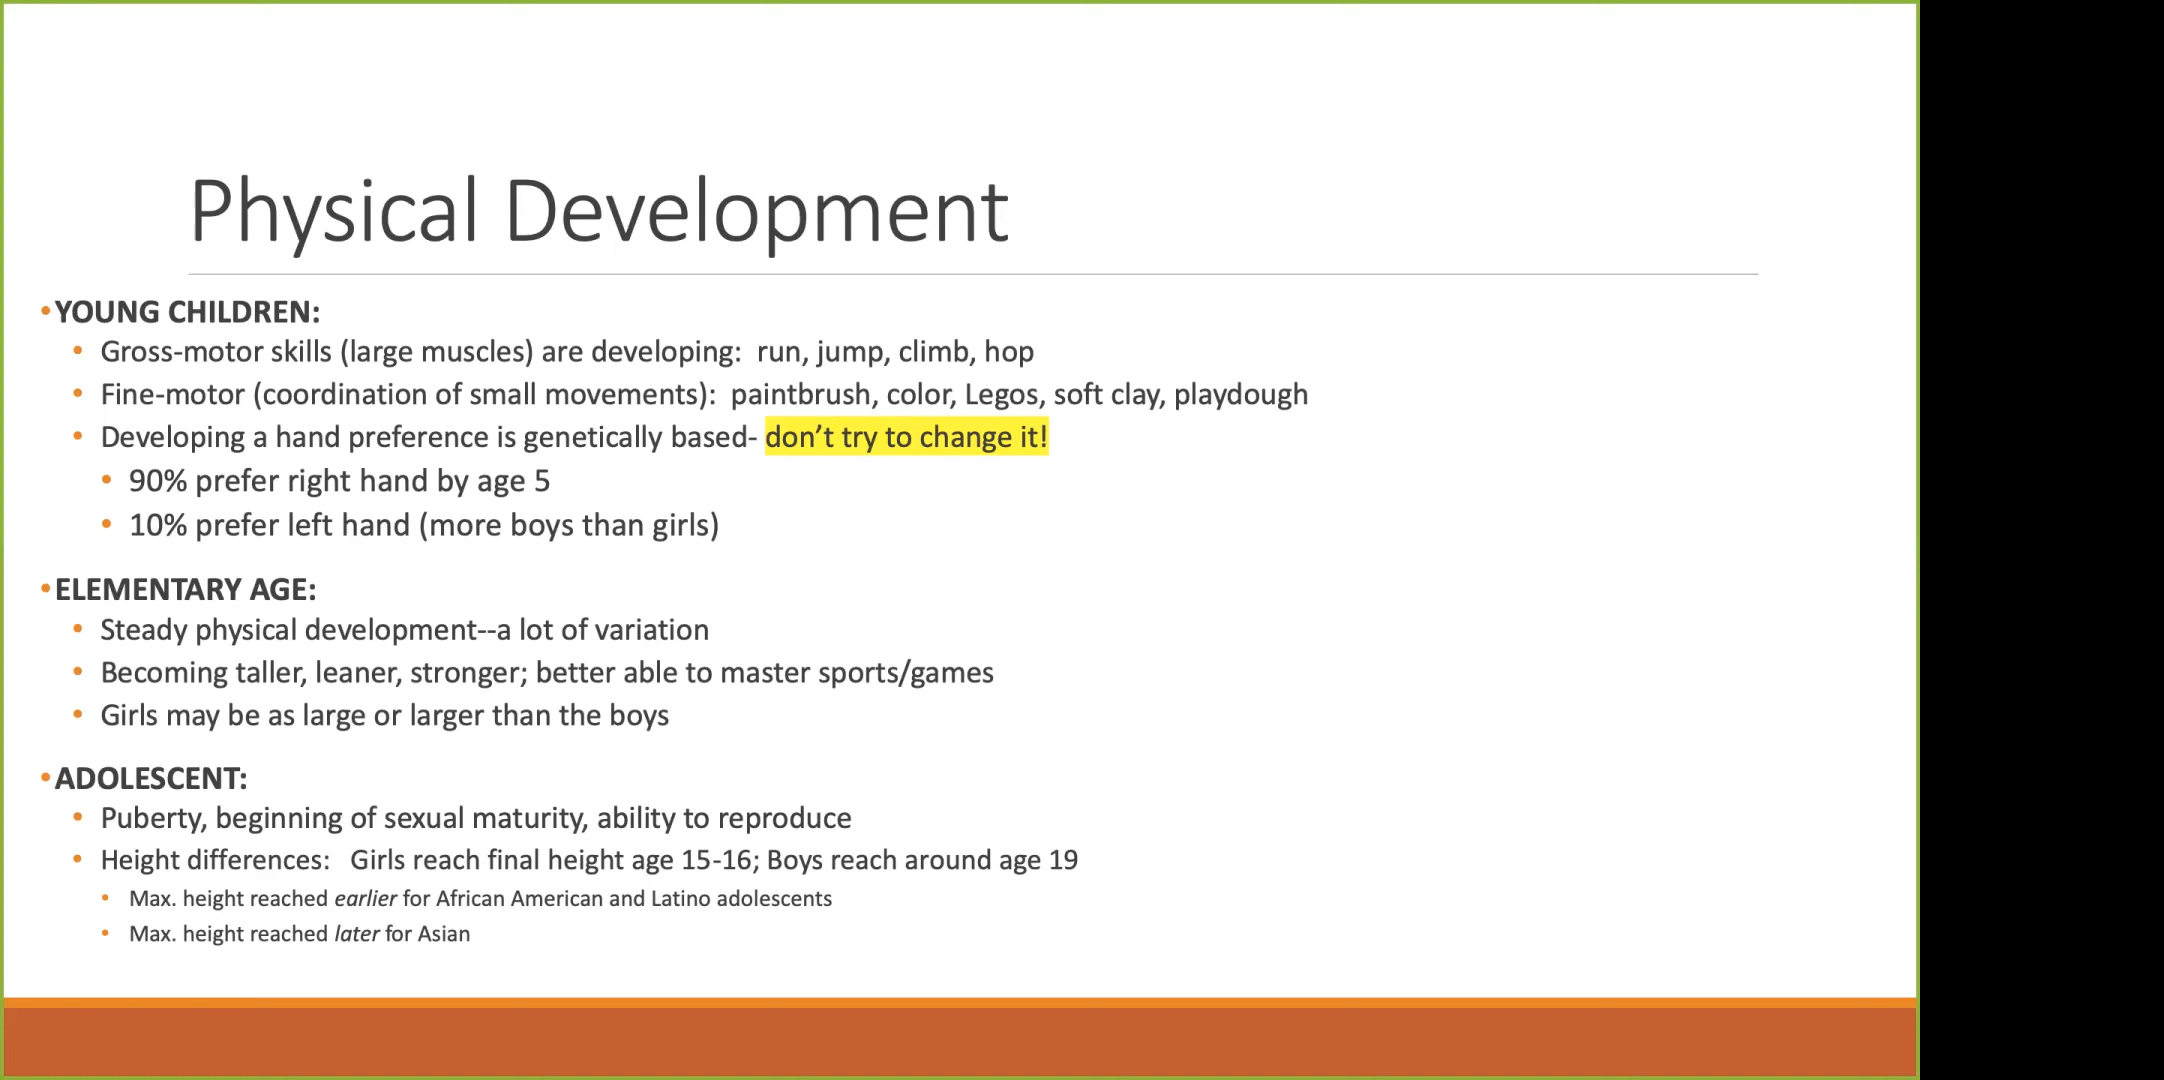 Physical Development
•YOUNG CHILDREN:
• Gross-motor skills (large muscles) are developing:  run, jump, climb, hop
• Fine-motor (coordination of small movements):  paintbrush, color, Legos, soft clay, playdough
• Developing a hand preference is genetically based- don’t try to change it!
• 90% prefer right hand by age 5
• 10% prefer left hand (more boys than girls)
•ELEMENTARY AGE:
• Steady physical development--a lot of variation
• Becoming taller, leaner, stronger; better able to master sports/games
• Girls may be as large or larger than the boys
•ADOLESCENT:
• Puberty, beginning of sexual maturity, ability to reproduce
• Height differences:   Girls reach final height age 15-16; Boys reach around age 19
• Max. height reached earlier for African American and Latino adolescents
• Max. height reached later for Asian